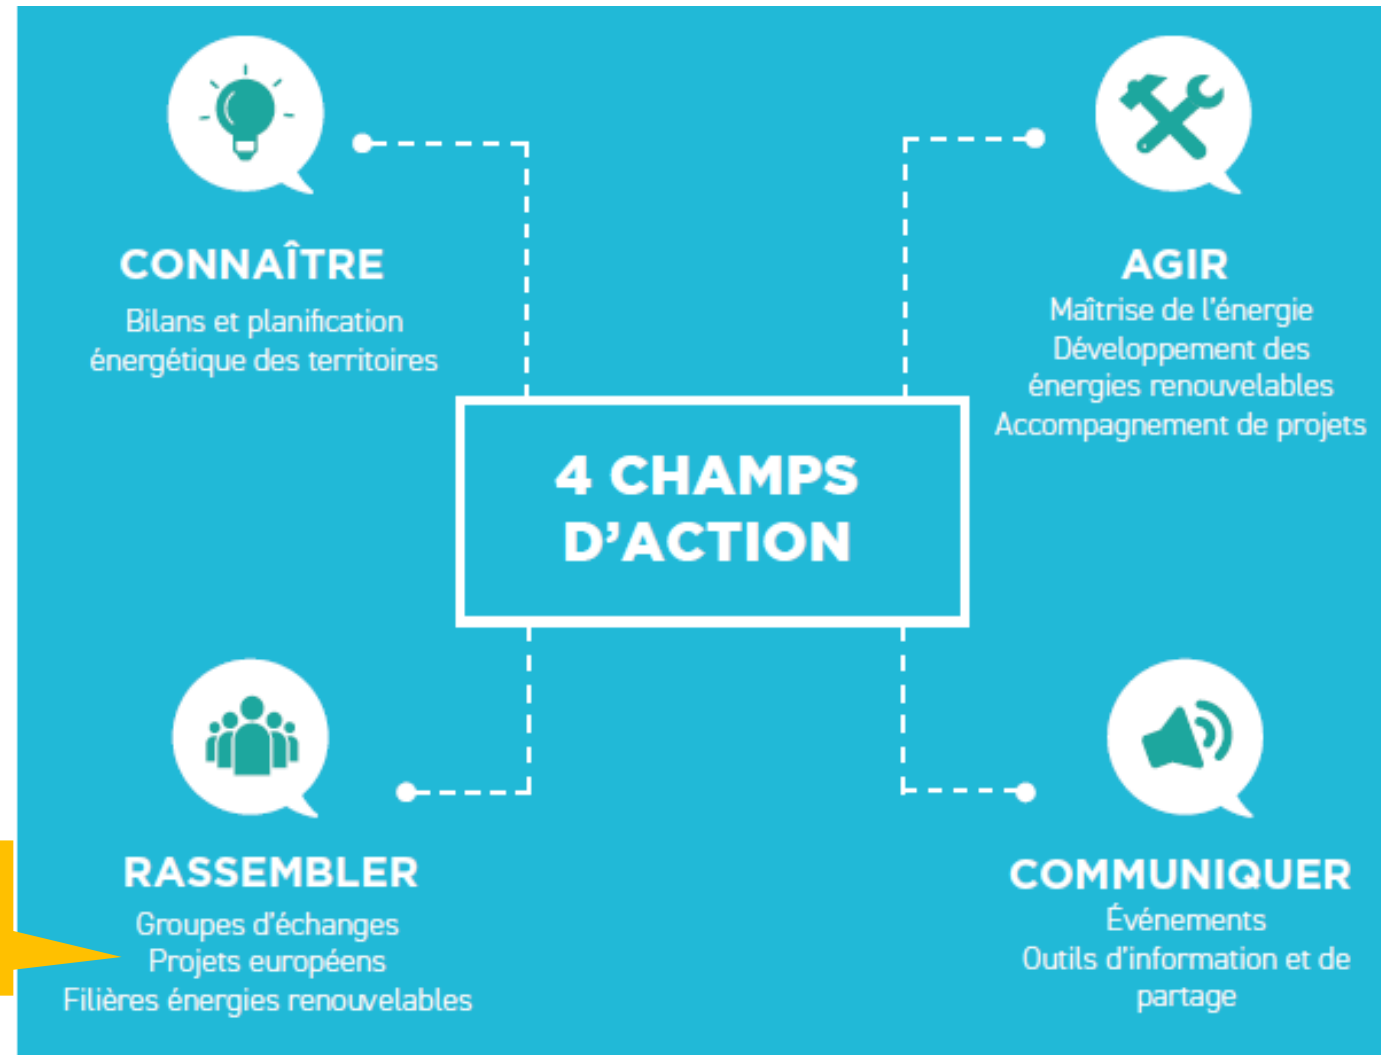 CONNAÎTRE
Bilans et planification
énergétique des territoires
AGIR
Maîtrise de l'énergie
Développement des
énergies renouvelables
Accompagnement de projets
4 CHAMPS
D'ACTION
RASSEMBLER
Groupes d'échanges
Projets européens
Filières énergies renouvelables
COMMUNIQUER
Événements
Outils d'information et de
partage